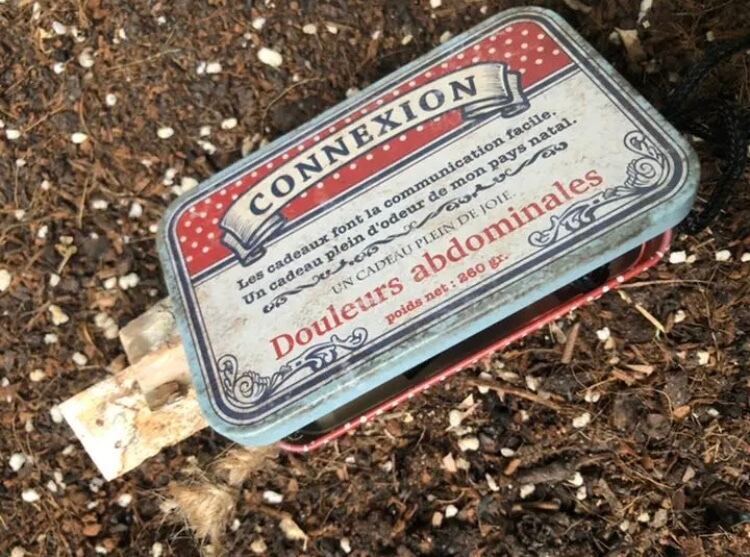 CONNEXION
Les cadeaux font la communication facile.
Un cadeau plein d'odeur de mon pays natal.
UN CADEAU PLEIN DE JOIE.
Douleurs abdominales
poids net : 260 gr.